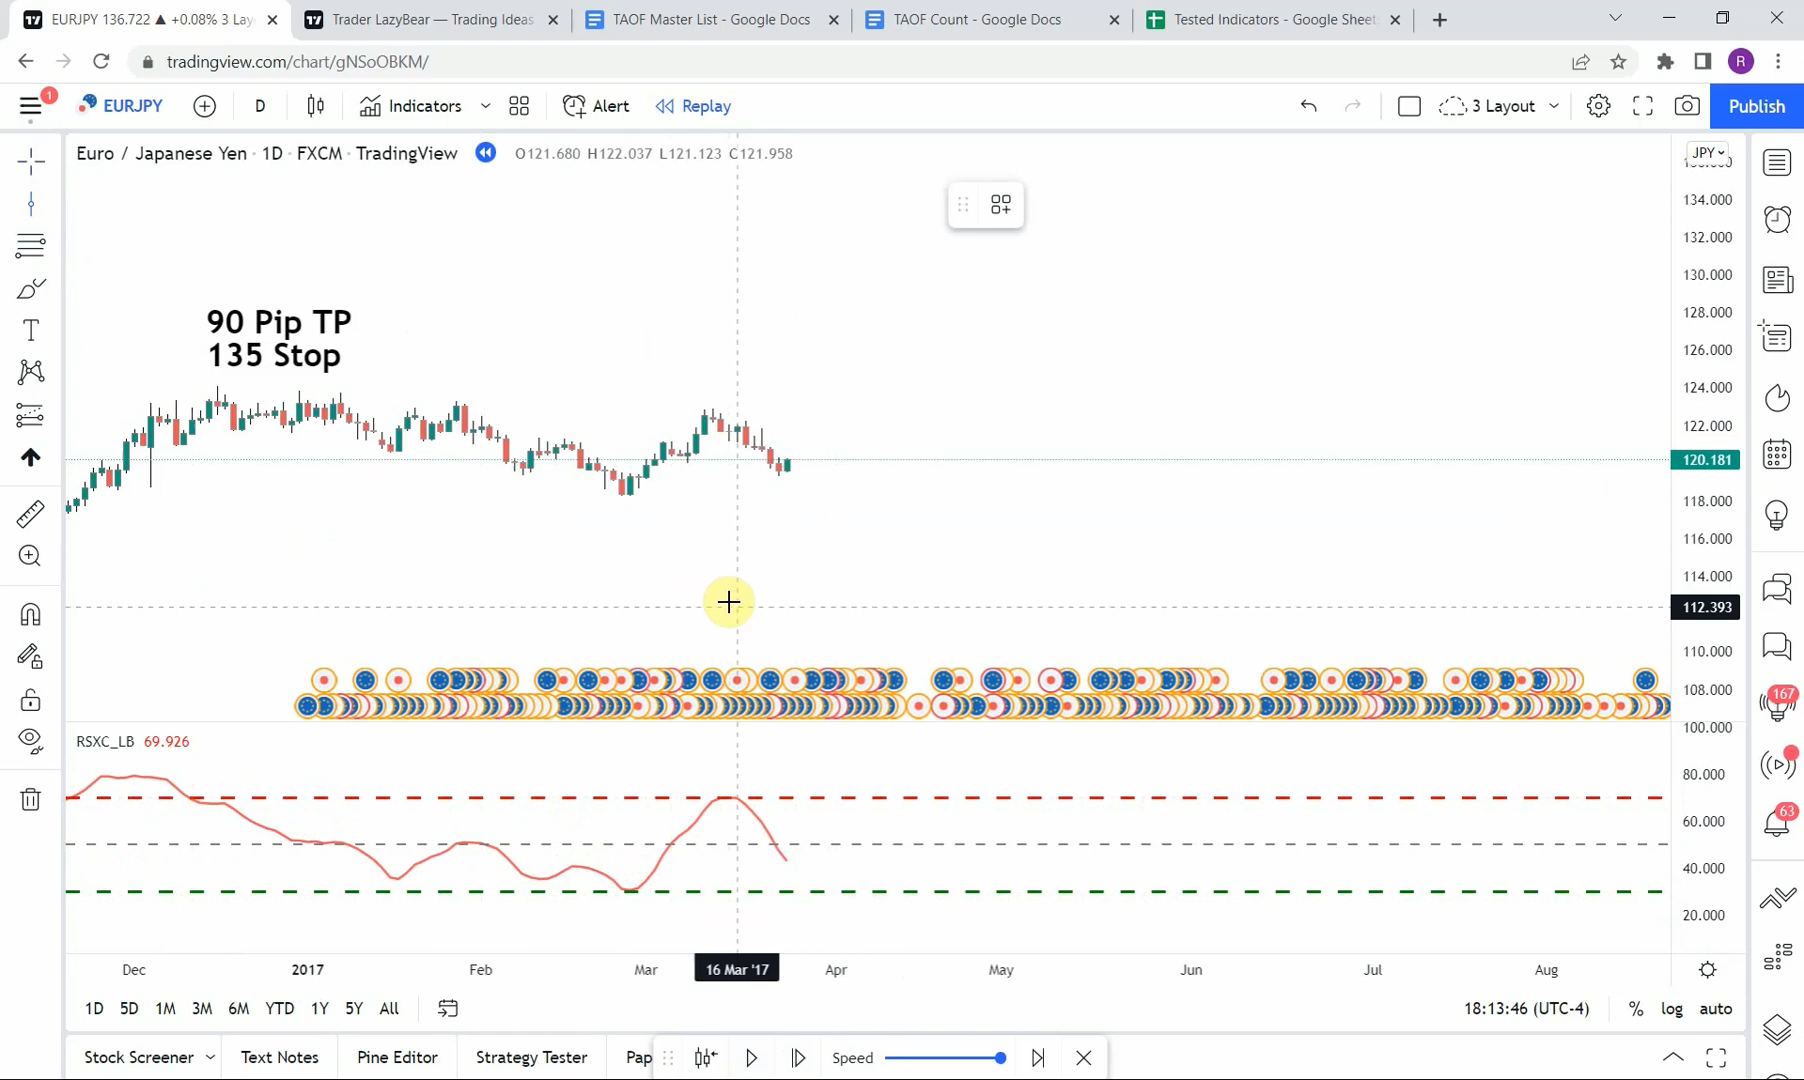 EURJPY 136.722 ▲ +0.08% 3 Lay
Trader LazyBear — Trading Ideas
TAOF Master List - Google Docs
TAOF Count - Google Docs
Tested Indicators - Google Sheet
tradingview.com/chart/gNSoOBKM/
R
1
EURJPY
D
Indicators
Alert
Replay
3 Layout
Publish
Euro / Japanese Yen · 1D · FXCM · TradingView
O121.680 H122.037 L121.123 C121.958
JPY
134.000
132.000
130.000
128.000
126.000
124.000
122.000
120.181
118.000
116.000
114.000
112.393
110.000
108.000
90 Pip TP
135 Stop
RSXC_LB 69.926
100.000
80.000
60.000
40.000
20.000
167
63
Dec
2017
Feb
Mar
16 Mar '17
Apr
May
Jun
Jul
Aug
1D 5D 1M 3M 6M YTD 1Y 5Y All
18:13:46 (UTC-4)
% log auto
Stock Screener
Text Notes
Pine Editor
Strategy Tester
Pap
Speed